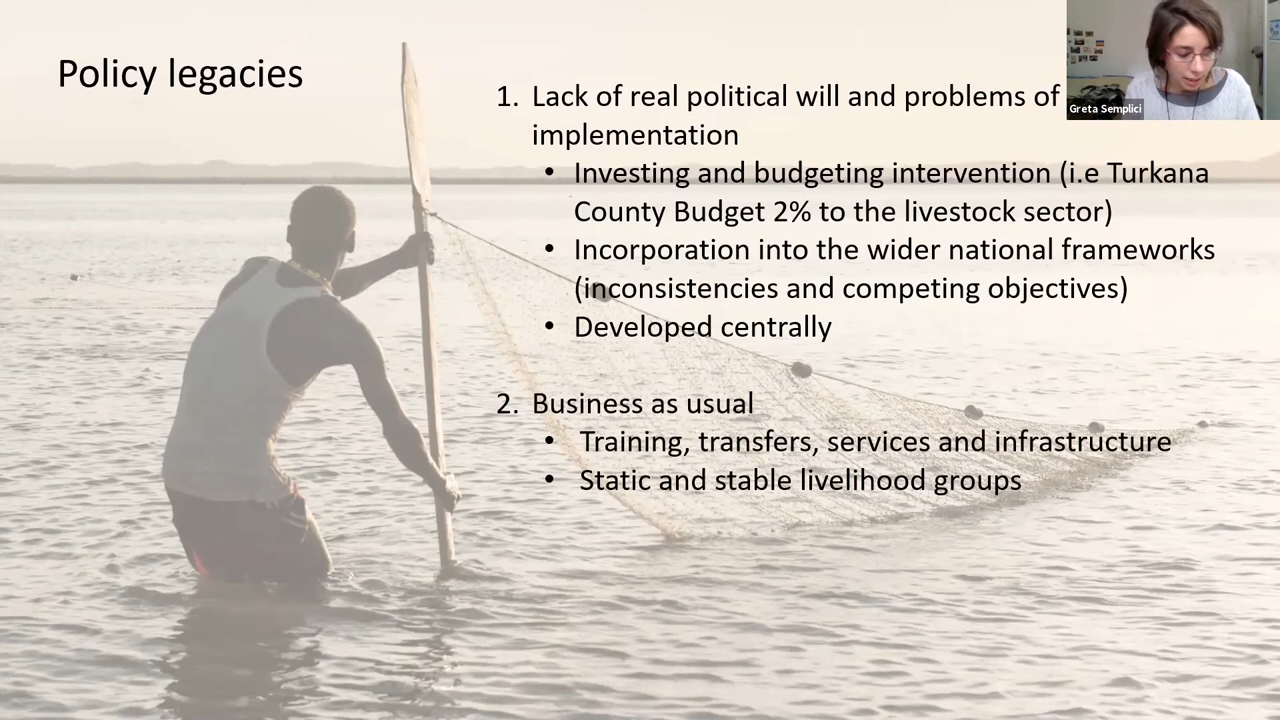 Policy legacies
1. Lack of real political will and problems of
implementation
• Investing and budgeting intervention (i.e Turkana
County Budget 2% to the livestock sector)
• Incorporation into the wider national frameworks
(inconsistencies and competing objectives)
• Developed centrally
2. Business as usual
• Training, transfers, services and infrastructure
• Static and stable livelihood groups
Greta Semplici